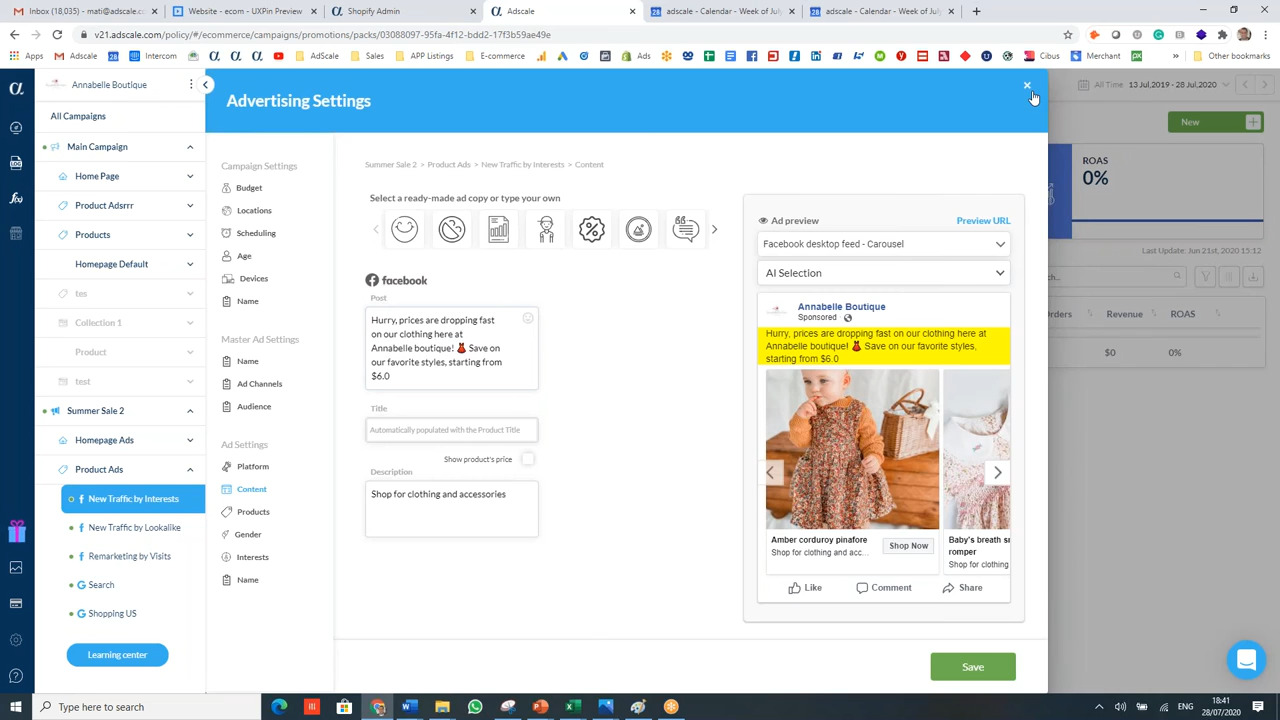 Inbox (18,035) - mati@adscale.c
Website - ecommerce - E
Shopify Admin
Adscale
adscale – Calendar – Week of July
adscale – Calendar – Week of July
v21.adscale.com/policy/#/ecommerce/campaigns/promotions/packs/03088097-95fa-4f12-bdd2-17f3b59ae49e
Apps
Gmail
Adscale
Intercom
AdScale
Sales
APP Listings
E-commerce
Ads
Cibus
Merchant
Other bookmarks
Annabelle Boutique
All Campaigns
Main Campaign
Home Page
Product Adsrrr
Products
Homepage Default
tes
Collection 1
Product
test
Summer Sale 2
Homepage Ads
Product Ads
New Traffic by Interests
New Traffic by Lookalike
Remarketing by Visits
Search
Shopping US
Learning center
Advertising Settings
Campaign Settings
Budget
Locations
Scheduling
Age
Devices
Name
Master Ad Settings
Name
Ad Channels
Audience
Ad Settings
Platform
Content
Products
Gender
Interests
Name
Summer Sale 2 > Product Ads > New Traffic by Interests > Content
Select a ready-made ad copy or type your own
facebook
Post
Hurry, prices are dropping fast
on our clothing here at
Annabelle boutique! 👗 Save on
our favorite styles, starting from
$6.0
Title
Automatically populated with the Product Title
Show product's price
Description
Shop for clothing and accessories
Ad preview
Preview URL
Facebook desktop feed - Carousel
AI Selection
Annabelle Boutique
Sponsored
Hurry, prices are dropping fast on our clothing here at
Annabelle boutique! 👗 Save on our favorite styles,
starting from $6.0
Amber corduroy pinafore
Shop for clothing and acc...
Shop Now
Baby's breath sm
romper
Shop for clothing
Like
Comment
Share
Save
All Time
13 Jul,2019 - 28 Jul,2020
New
ROAS
0%
Last Update: Jun 21st, 2020 15:12
rch...
Orders
Revenue
ROAS
$0
0%
Type here to search
ENG
18:41
28/07/2020